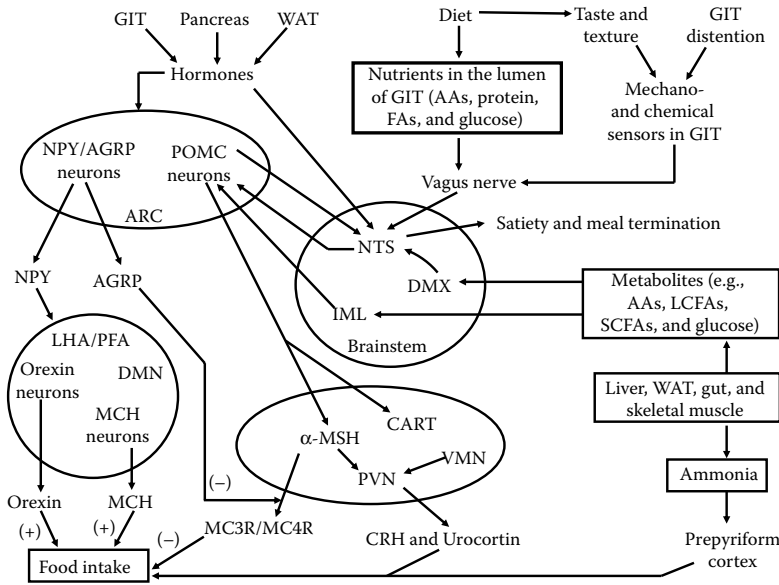 GIT
Pancreas
WAT
Diet
Taste and
texture
GIT
distention
Hormones
Nutrients in the lumen
of GIT (AAs, protein,
FAs, and glucose)
Mechano-
and chemical
sensors in GIT
NPY/AGRP
neurons
POMC
neurons
ARC
Vagus nerve
Satiety and meal termination
NTS
DMX
IML
Brainstem
NPY
AGRP
Metabolites (e.g.,
AAs, LCFAs,
SCFAs, and glucose)
LHA/PFA
Orexin
neurons
DMN
MCH
neurons
Liver, WAT, gut, and
skeletal muscle
CART
α-MSH
VMN
PVN
Ammonia
(–)
Orexin
MCH
(+)
(+)
(–)
MC3R/MC4R
CRH and Urocortin
Prepyriform
cortex
Food intake